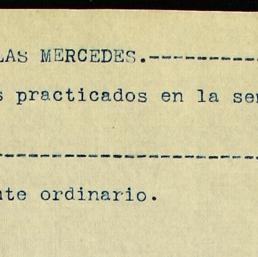 LAS MERCEDES.-----------
s practicados en la se
-----------------------
nte ordinario.